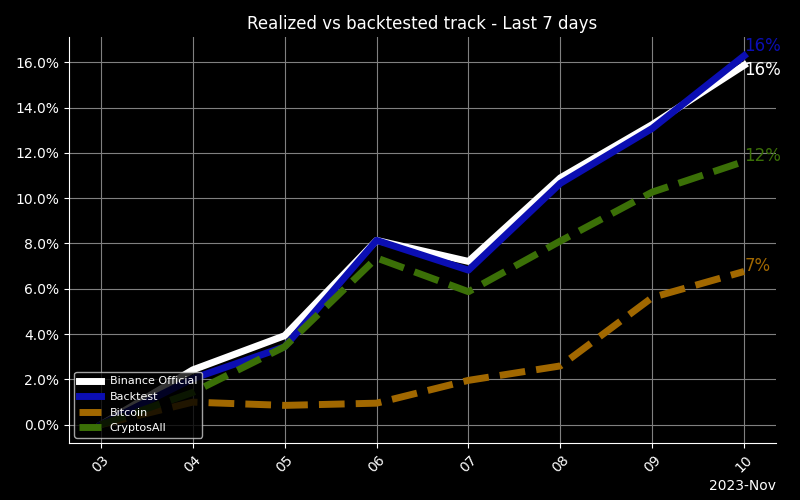 Realized vs backtested track - Last 7 days
16.0%
14.0%
12.0%
10.0%
8.0%
6.0%
4.0%
2.0%
0.0%
16%
16%
12%
7%
Binance Official
Backtest
Bitcoin
CryptosAll
03 04 05 06 07 08 09 10
2023-Nov